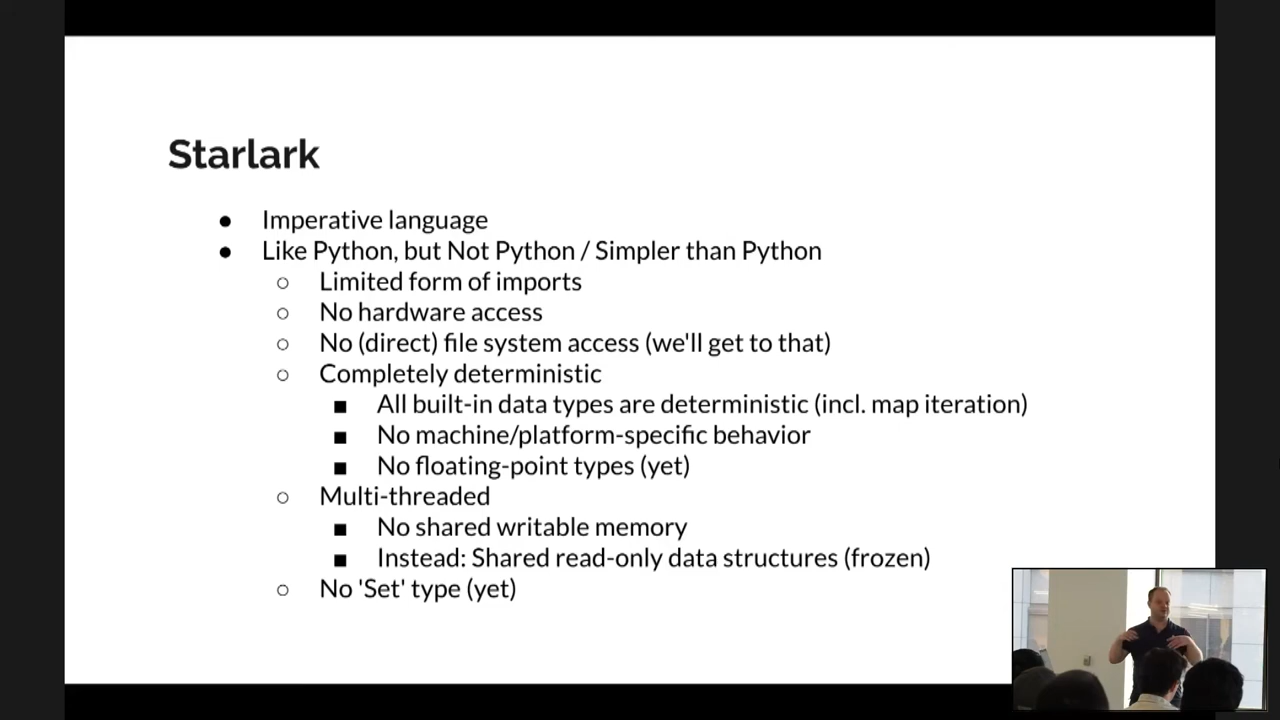 Starlark
● Imperative language
● Like Python, but Not Python / Simpler than Python
○ Limited form of imports
○ No hardware access
○ No (direct) file system access (we'll get to that)
○ Completely deterministic
■ All built-in data types are deterministic (incl. map iteration)
■ No machine/platform-specific behavior
■ No floating-point types (yet)
○ Multi-threaded
■ No shared writable memory
■ Instead: Shared read-only data structures (frozen)
○ No 'Set' type (yet)